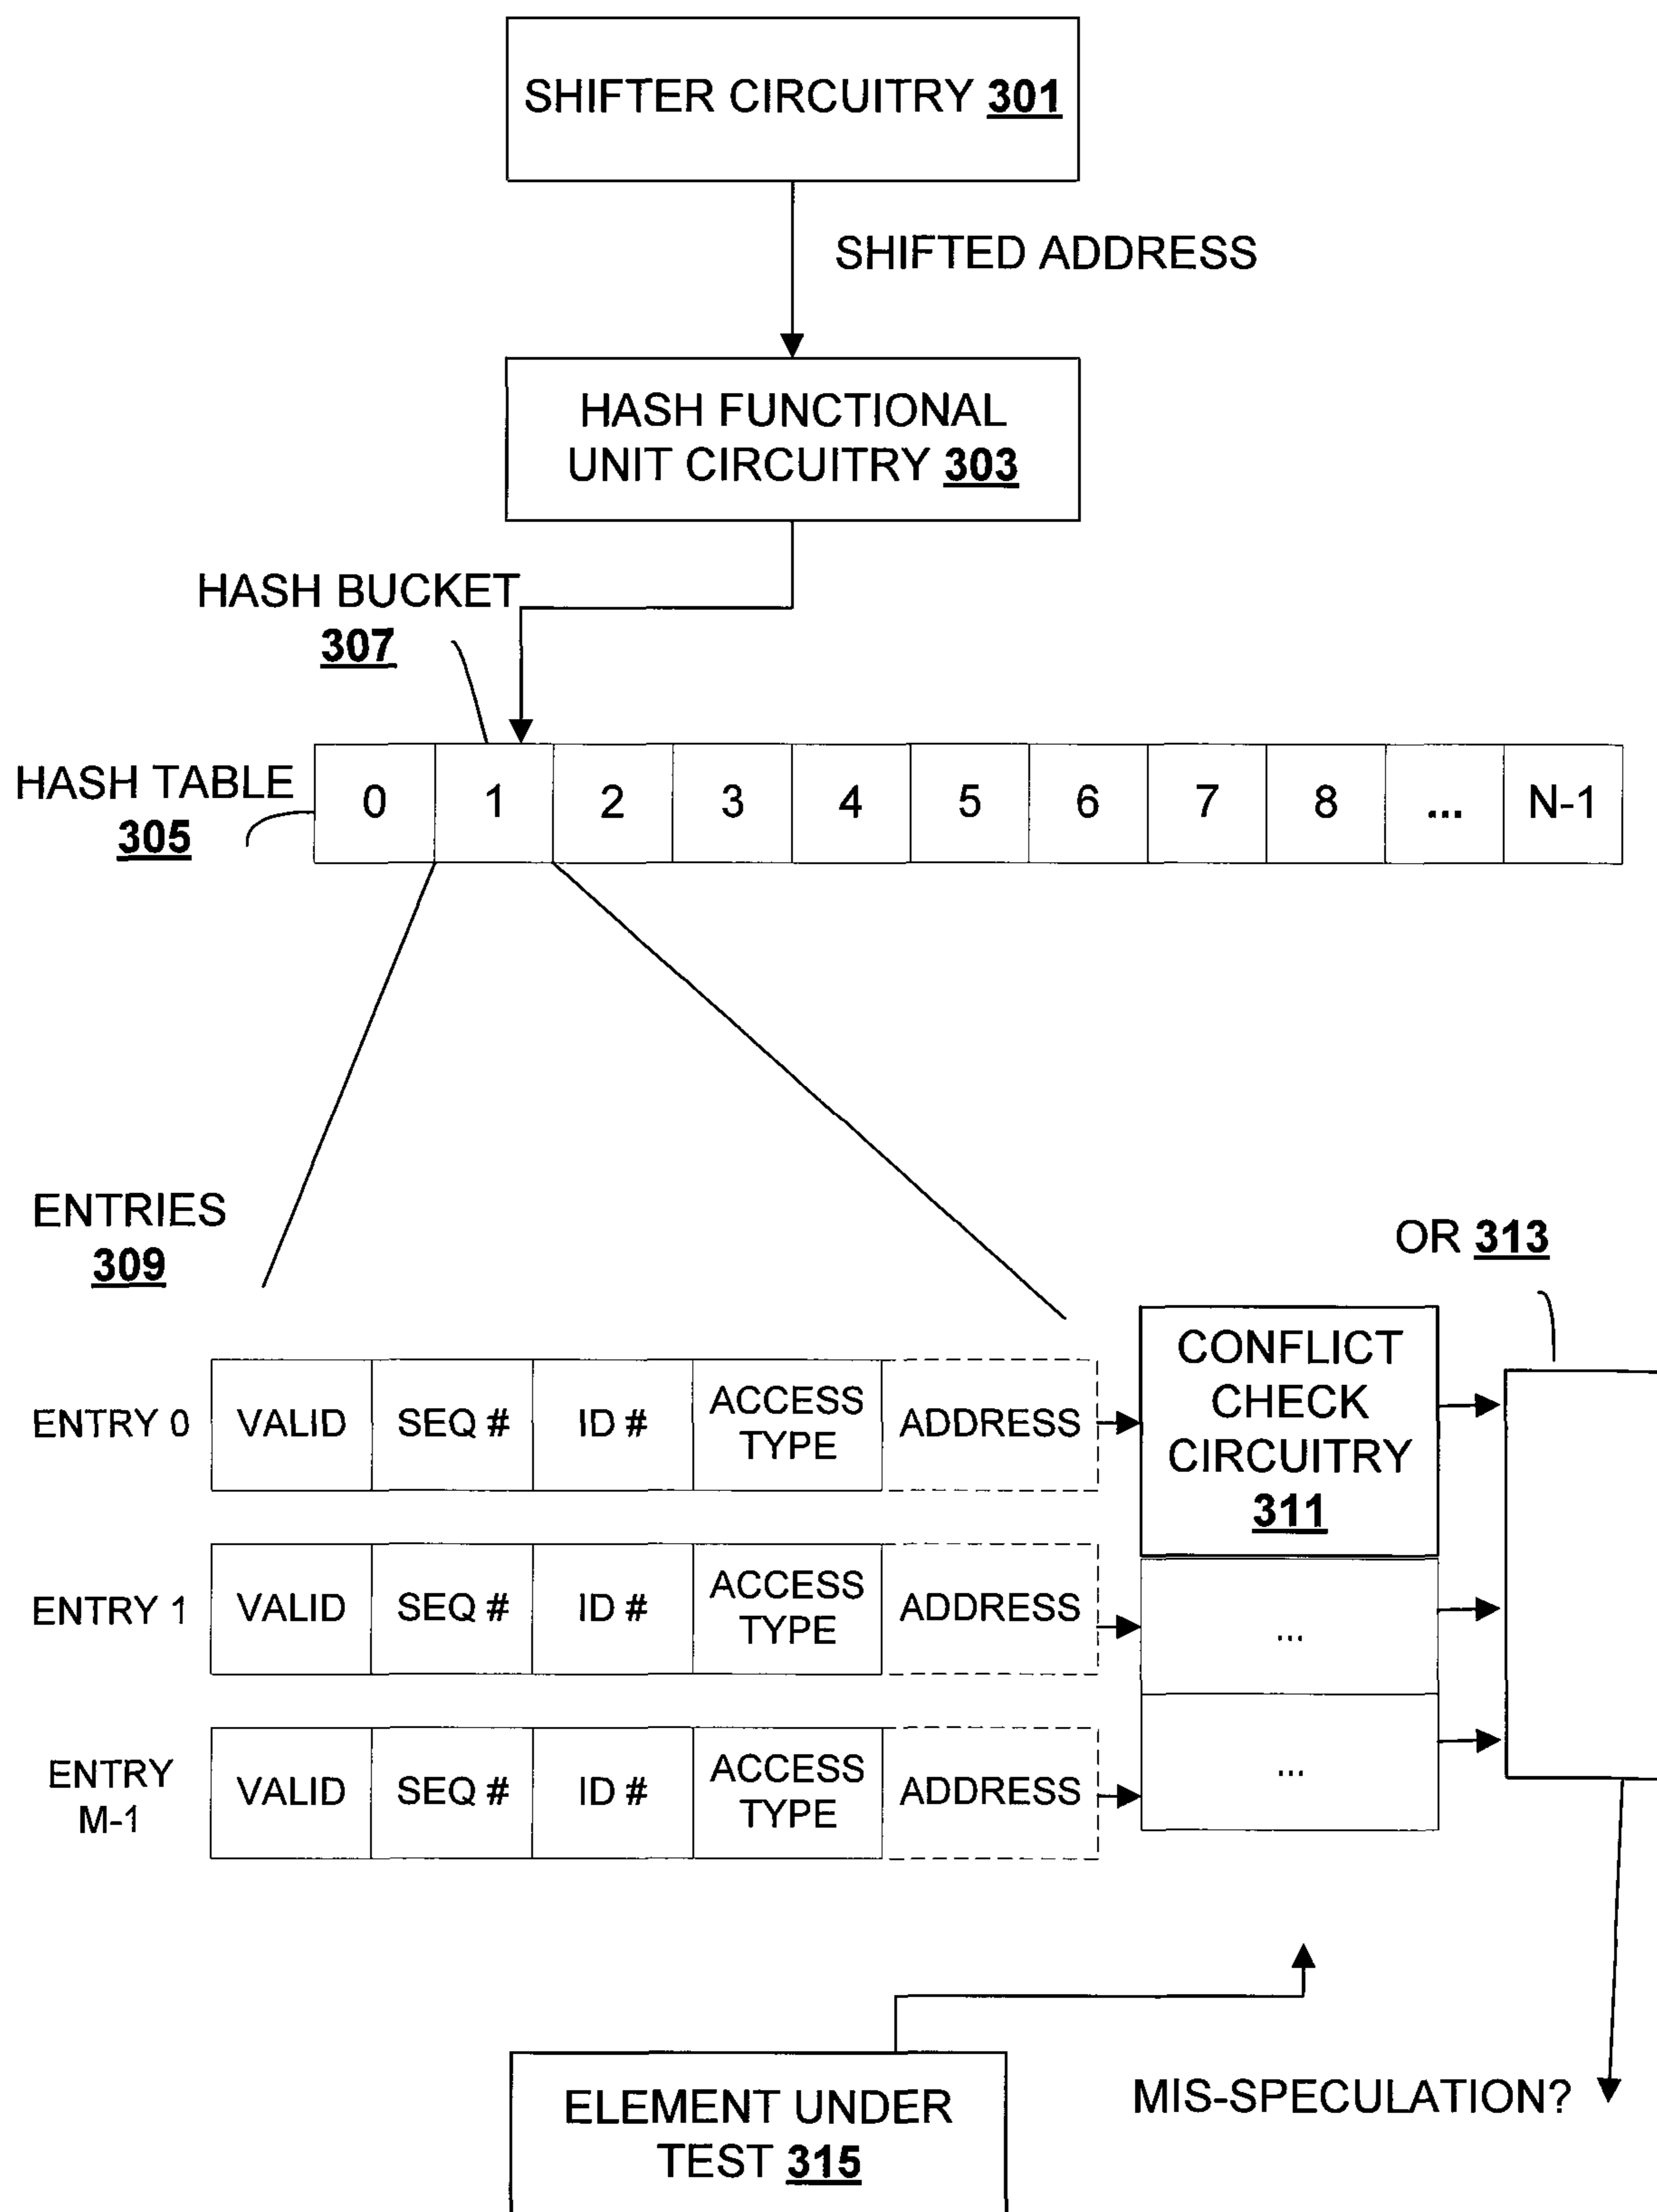 SHIFTER CIRCUITRY 301
SHIFTED ADDRESS
HASH FUNCTIONAL
UNIT CIRCUITRY 303
HASH BUCKET
307
HASH TABLE
305
0 1 2 3 4 5 6 7 8 ... N-1
ENTRIES
309
OR 313
CONFLICT
CHECK
CIRCUITRY
311
ENTRY 0 VALID SEQ # ID # ACCESS
TYPE ADDRESS
ENTRY 1 VALID SEQ # ID # ACCESS
TYPE ADDRESS
...
ENTRY
M-1 VALID SEQ # ID # ACCESS
TYPE ADDRESS
...
MIS-SPECULATION?
ELEMENT UNDER
TEST 315